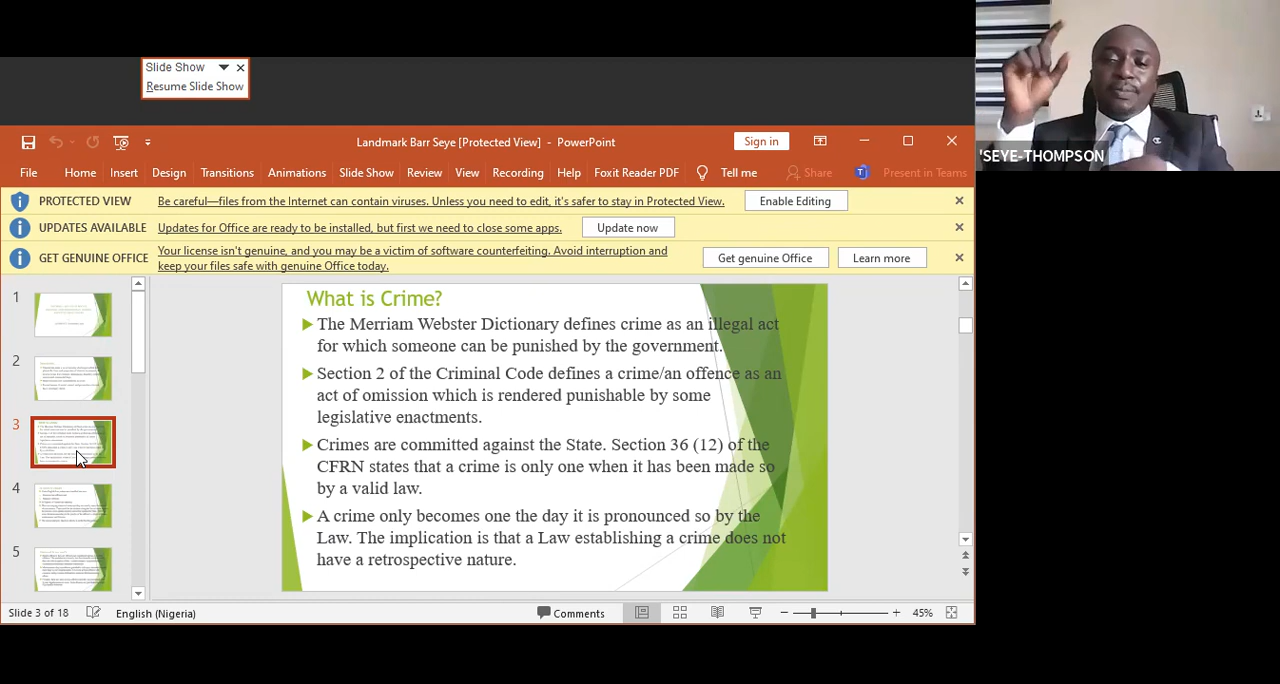 Slide Show
Resume Slide Show
Landmark Barr Seye [Protected View] - PowerPoint
Sign in
File Home Insert Design Transitions Animations Slide Show Review View Recording Help Foxit Reader PDF Tell me Share Present in Teams
PROTECTED VIEW Be careful—files from the Internet can contain viruses. Unless you need to edit, it's safer to stay in Protected View. Enable Editing
UPDATES AVAILABLE Updates for Office are ready to be installed, but first we need to close some apps. Update now
GET GENUINE OFFICE Your license isn't genuine, and you may be a victim of software counterfeiting. Avoid interruption and
keep your files safe with genuine Office today.
Get genuine Office Learn more
1
2
3
4
5
What is Crime?
The Merriam Webster Dictionary defines crime as an illegal act
for which someone can be punished by the government.
Section 2 of the Criminal Code defines a crime/an offence as an
act of omission which is rendered punishable by some
legislative enactments.
Crimes are committed against the State. Section 36 (12) of the
CFRN states that a crime is only one when it has been made so
by a valid law.
A crime only becomes one the day it is pronounced so by the
Law. The implication is that a Law establishing a crime does not
have a retrospective nature.
Slide 3 of 18 English (Nigeria) Comments 45%
'SEYE-THOMPSON